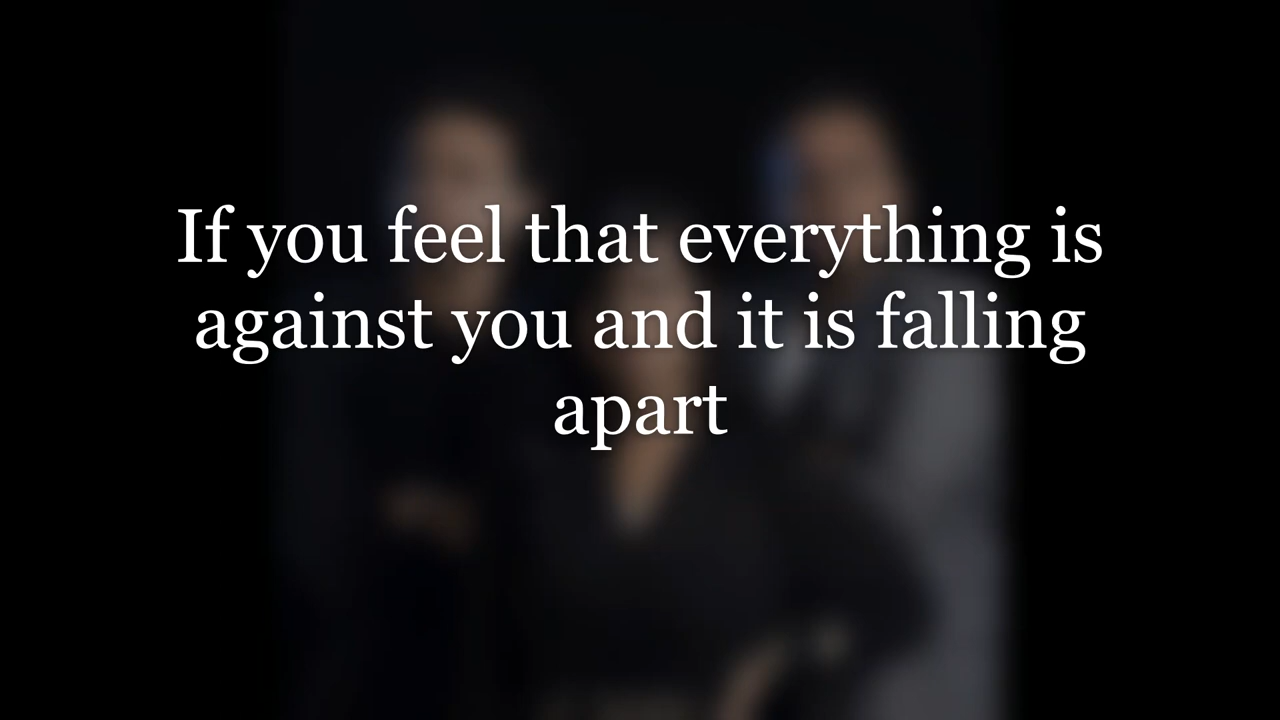 If you feel that everything is
against you and it is falling
apart